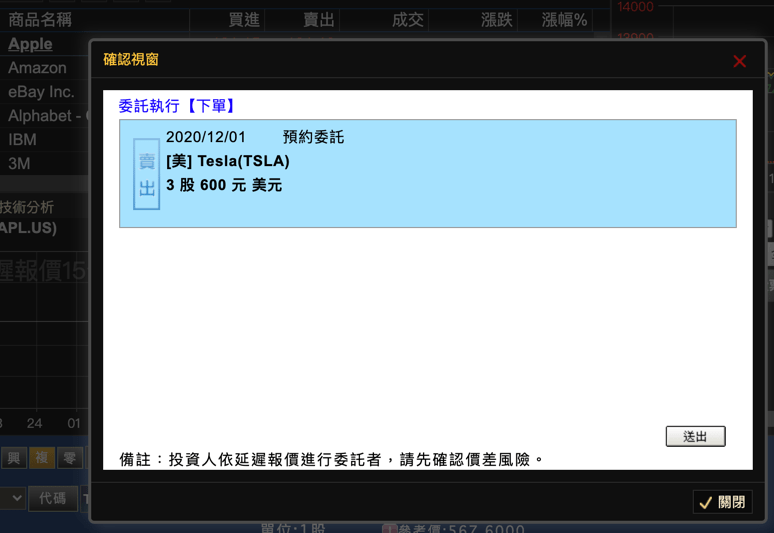 商品名稱 買進 賣出 成交 漲跌 漲幅% 14000
13000
Apple
Amazon
eBay Inc.
Alphabet -
IBM
3M
技術分析
APL.US)
遲報價15
24 01
興 複 零
代碼
確認視窗
委託執行【下單】
賣出
2020/12/01 預約委託
[美] Tesla(TSLA)
3 股 600 元 美元
送出
備註：投資人依延遲報價進行委託者，請先確認價差風險。
關閉
單位:1股 參考價:567.6000